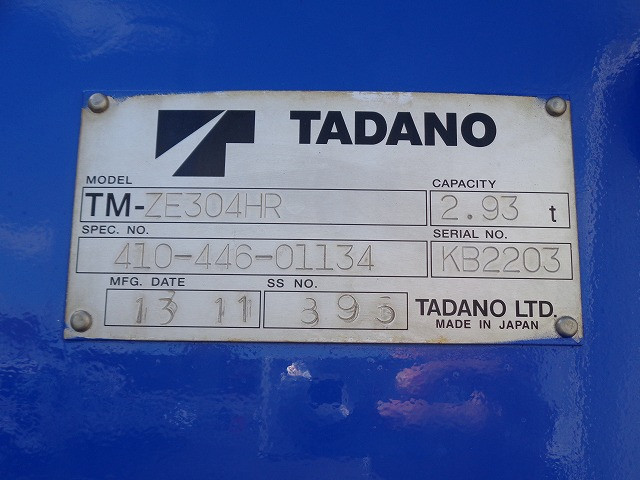 TADANO
MODEL
TM-ZE304HR
CAPACITY
2.93 t
SPEC. NO.
410-446-01134
SERIAL NO.
KB2203
MFG. DATE
13 11
SS NO.
395
TADANO LTD.
MADE IN JAPAN